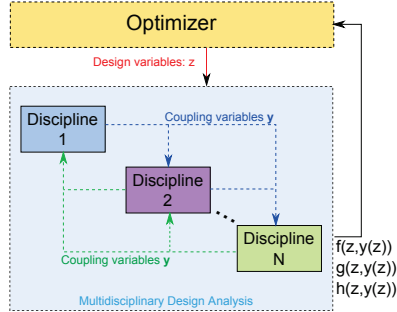 Optimizer
Design variables: z
Discipline
1
Coupling variables y
Discipline
2
Discipline
N
Coupling variables y
f(z,y(z))
g(z,y(z))
h(z,y(z))
Multidisciplinary Design Analysis